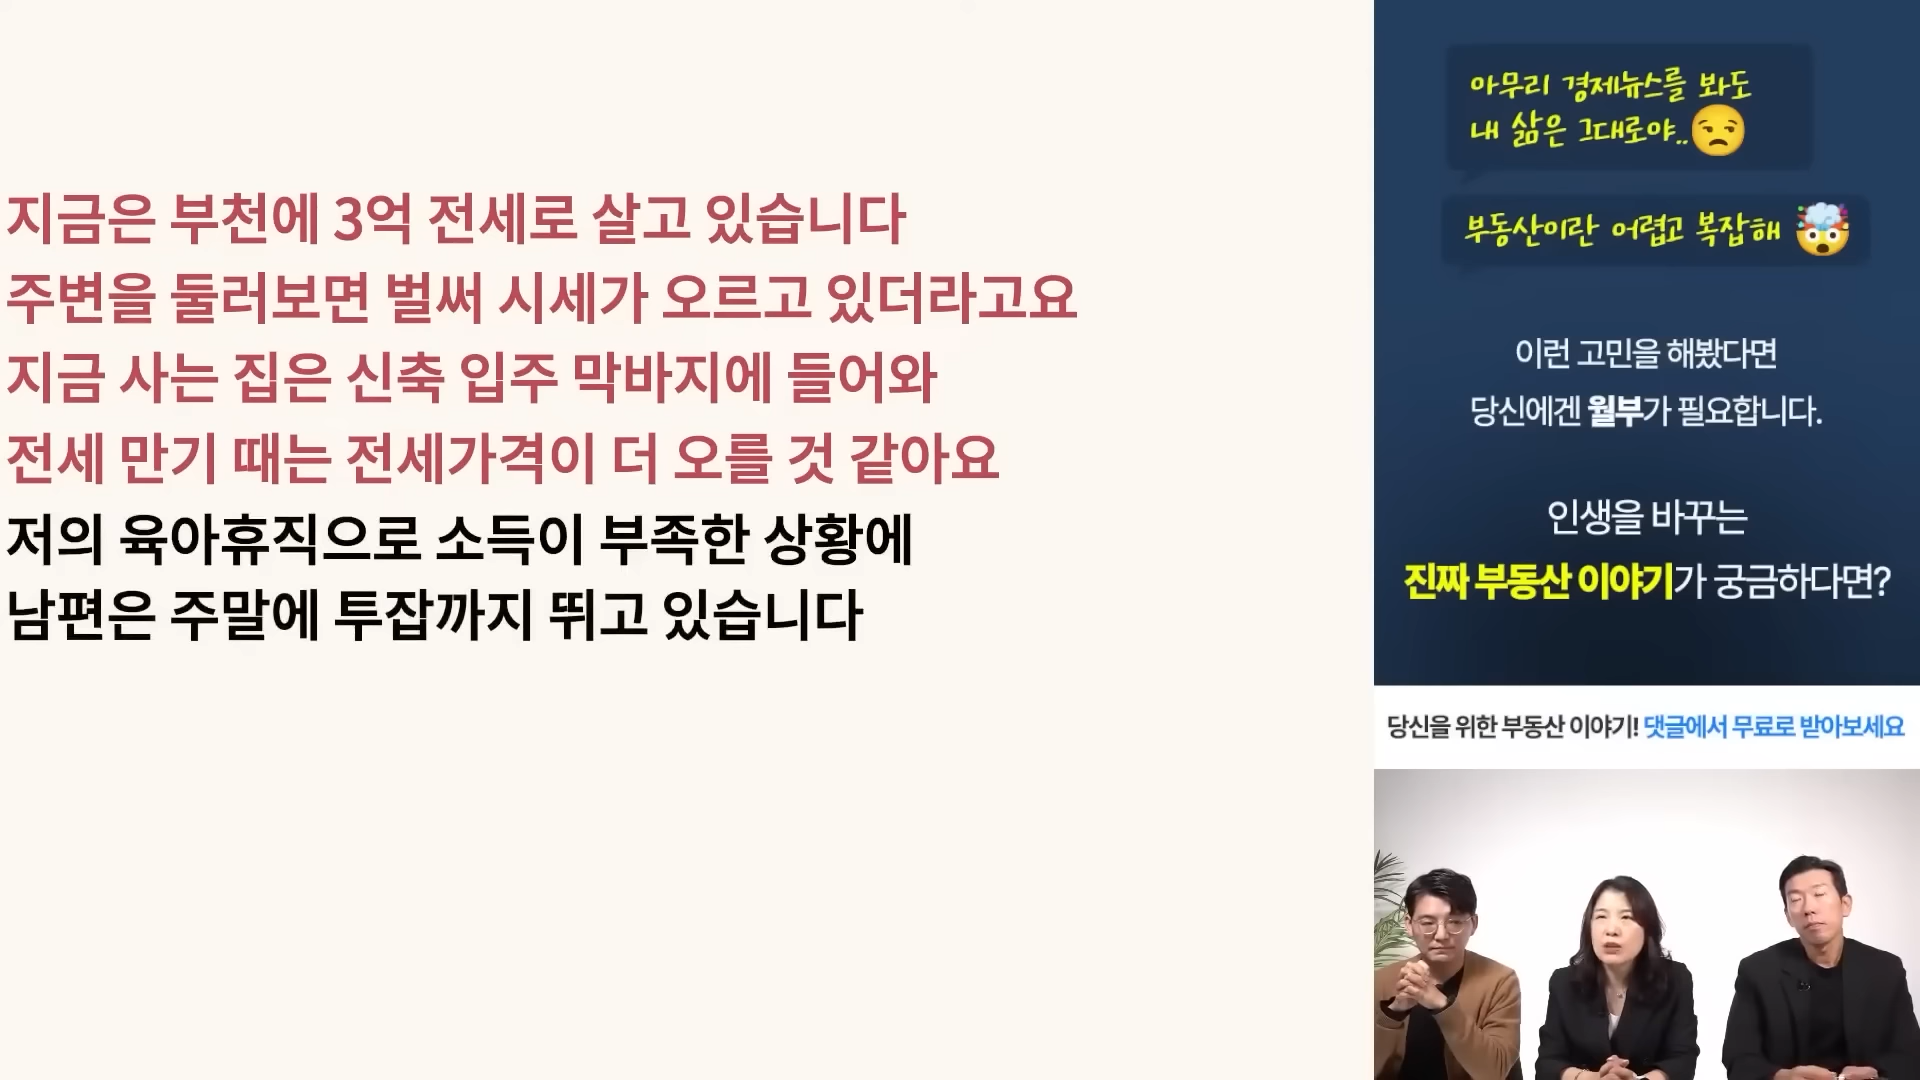 지금은 부천에 3억 전세로 살고 있습니다
주변을 둘러보면 벌써 시세가 오르고 있더라고요
지금 사는 집은 신축 입주 막바지에 들어와
전세 만기 때는 전세가격이 더 오를 것 같아요
저의 육아휴직으로 소득이 부족한 상황에
남편은 주말에 투잡까지 뛰고 있습니다
아무리 경제뉴스를 봐도
내 삶은 그대로야..
부동산이란 어렵고 복잡해
이런 고민을 해봤다면
당신에겐 월부가 필요합니다.
인생을 바꾸는
진짜 부동산 이야기가 궁금하다면?
당신을 위한 부동산 이야기! 댓글에서 무료로 받아보세요